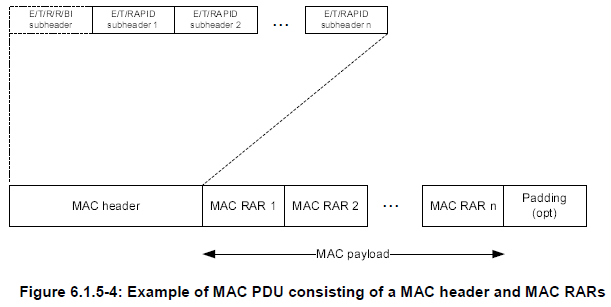 E/T/R/R/BI E/T/RAPID E/T/RAPID E/T/RAPID
subheader subheader 1 subheader 2 ... subheader n
MAC header MAC RAR 1 MAC RAR 2 ... MAC RAR n Padding
(opt)
MAC payload
Figure 6.1.5-4: Example of MAC PDU consisting of a MAC header and MAC RARs